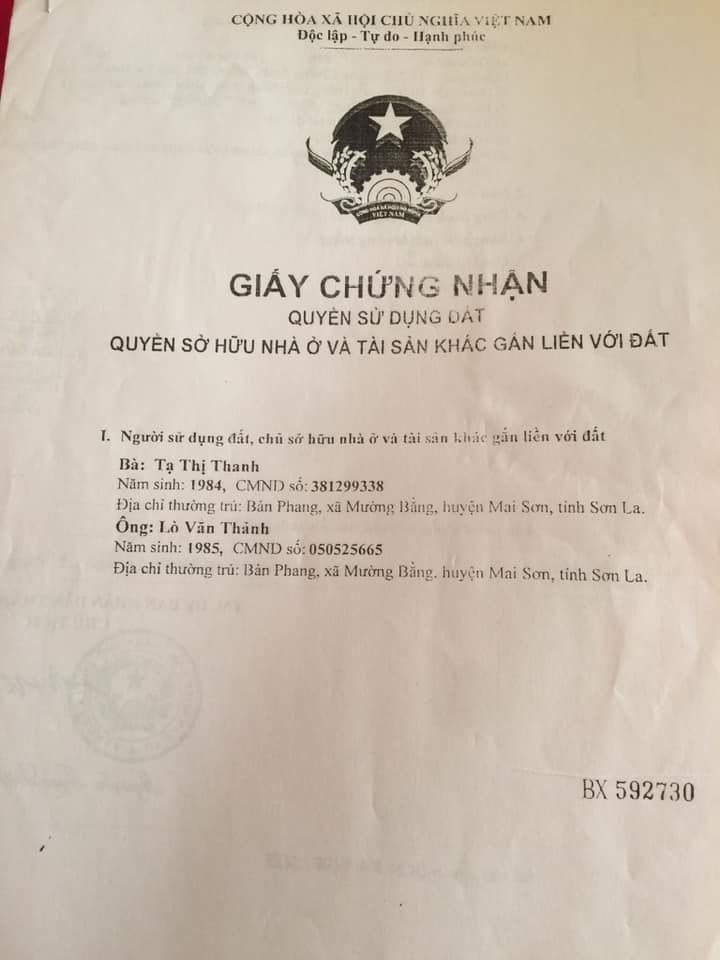 CỘNG HÒA XÃ HỘI CHỦ NGHĨA VIỆT NAM
Độc lập - Tự do - Hạnh phúc
VIỆT NAM
GIẤY CHỨNG NHẬN
QUYỀN SỬ DỤNG ĐẤT
QUYỀN SỞ HỮU NHÀ Ở VÀ TÀI SẢN KHÁC GẮN LIỀN VỚI ĐẤT
I. Người sử dụng đất, chủ sở hữu nhà ở và tài sản khác gắn liền với đất
Bà: Tạ Thị Thanh
Năm sinh: 1984, CMND số: 381299338
Địa chỉ thường trú: Bản Phang, xã Mường Bằng, huyện Mai Sơn, tỉnh Sơn La.
Ông: Lò Văn Thành
Năm sinh: 1985, CMND số: 050525665
Địa chỉ thường trú: Bản Phang, xã Mường Bằng, huyện Mai Sơn, tỉnh Sơn La.
BX 592730